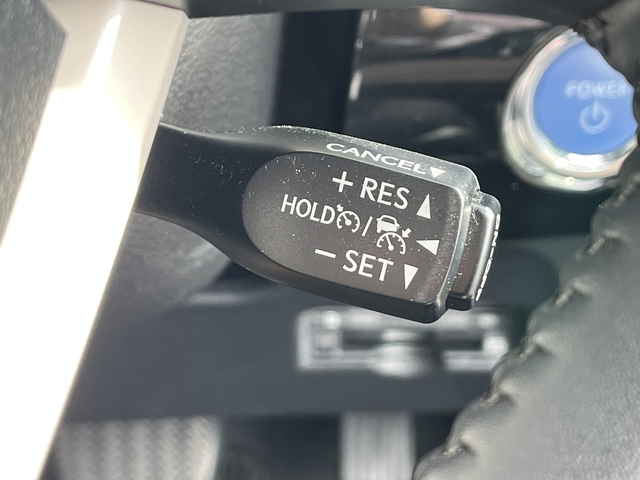 CANCEL
+ RES
HOLD /
− SET
POWER